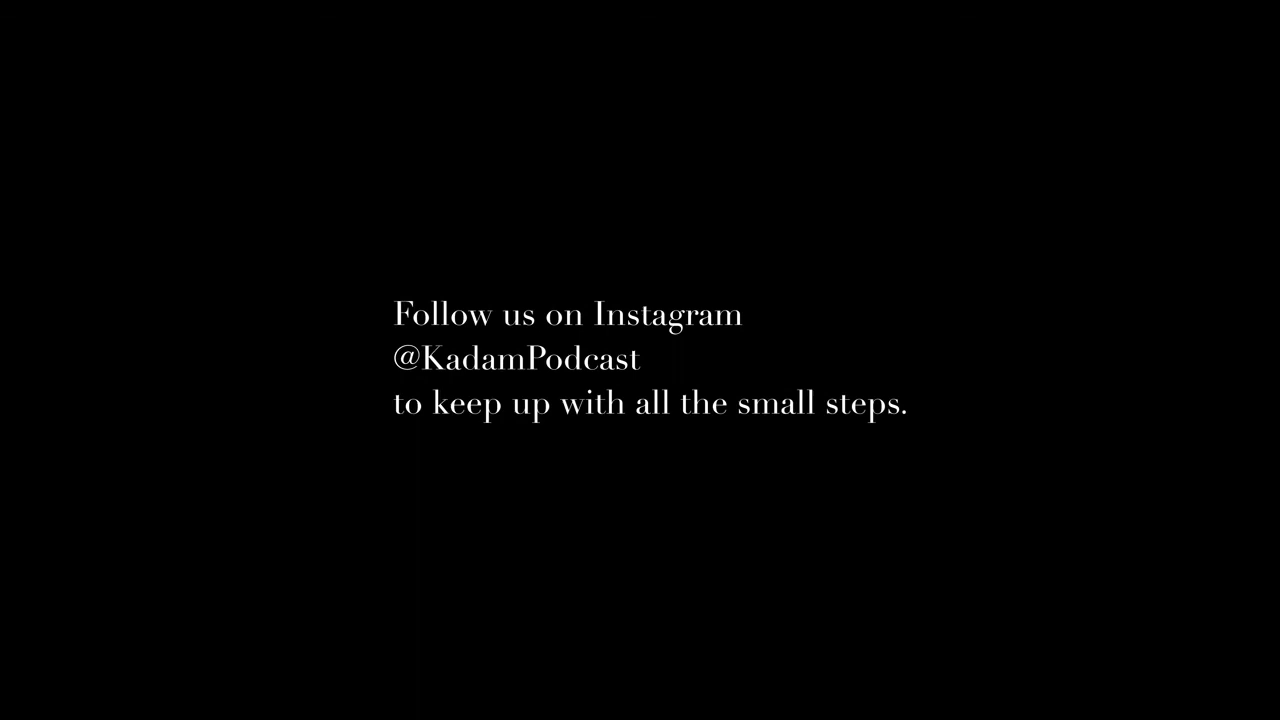 Follow us on Instagram
@KadamPodcast
to keep up with all the small steps.